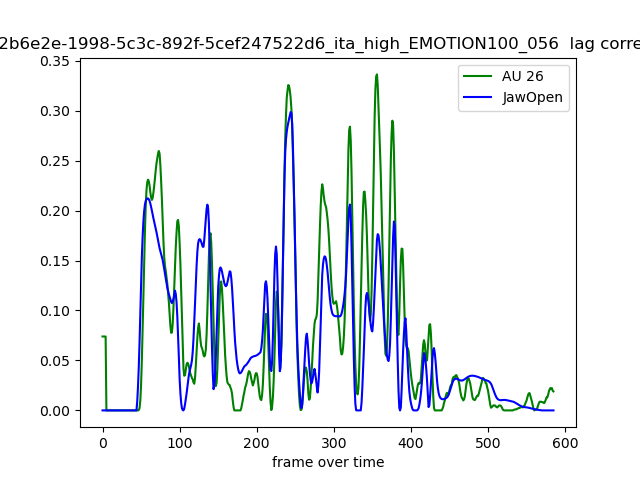 2b6e2e-1998-5c3c-892f-5cef247522d6_ita_high_EMOTION100_056 lag corre
0.35
AU 26
JawOpen
0.30
0.25
0.20
0.15
0.10
0.05
0.00
0 100 200 300 400 500 600
frame over time